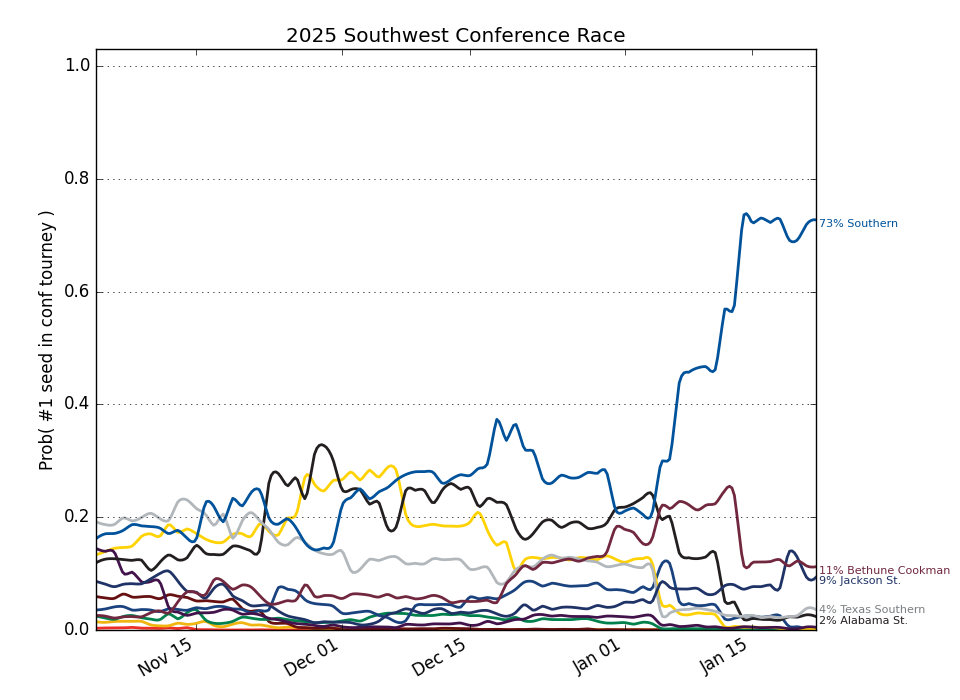 2025 Southwest Conference Race
Prob( #1 seed in conf tourney )
1.0
0.8
0.6
0.4
0.2
0.0
73% Southern
11% Bethune Cookman
9% Jackson St.
4% Texas Southern
2% Alabama St.
Nov 15
Dec 01
Dec 15
Jan 01
Jan 15